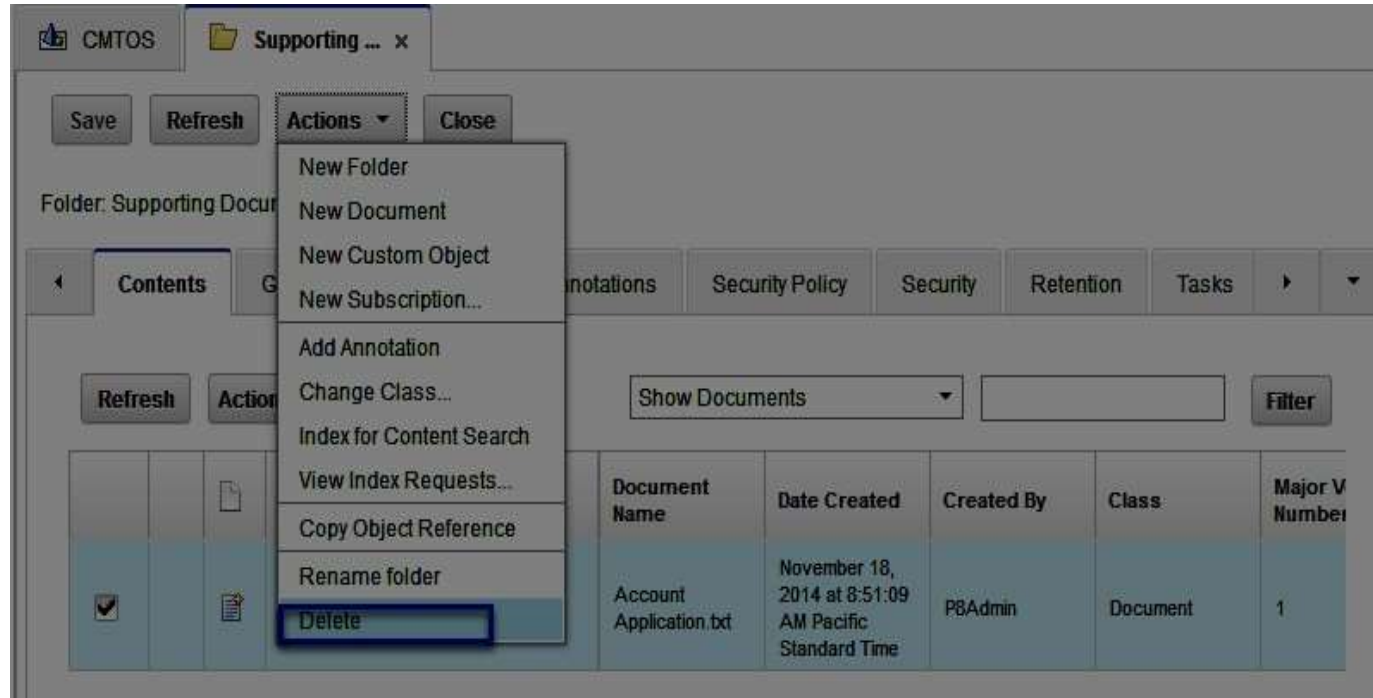 CMTOS
Supporting ... x
Save Refresh Actions Close
New Folder
Folder: Supporting Docu
New Document
New Custom Object
Contents G nnotations Security Policy Security Retention Tasks
New Subscription...
Add Annotation
Refresh Action Change Class... Show Documents Filter
Index for Content Search
View Index Requests...
Document Name Date Created Created By Class Major V Number
Copy Object Reference
Rename folder
Delete
Account
Application.txt
November 18,
2014 at 8:51:09
AM Pacific
Standard Time
P8Admin
Document
1